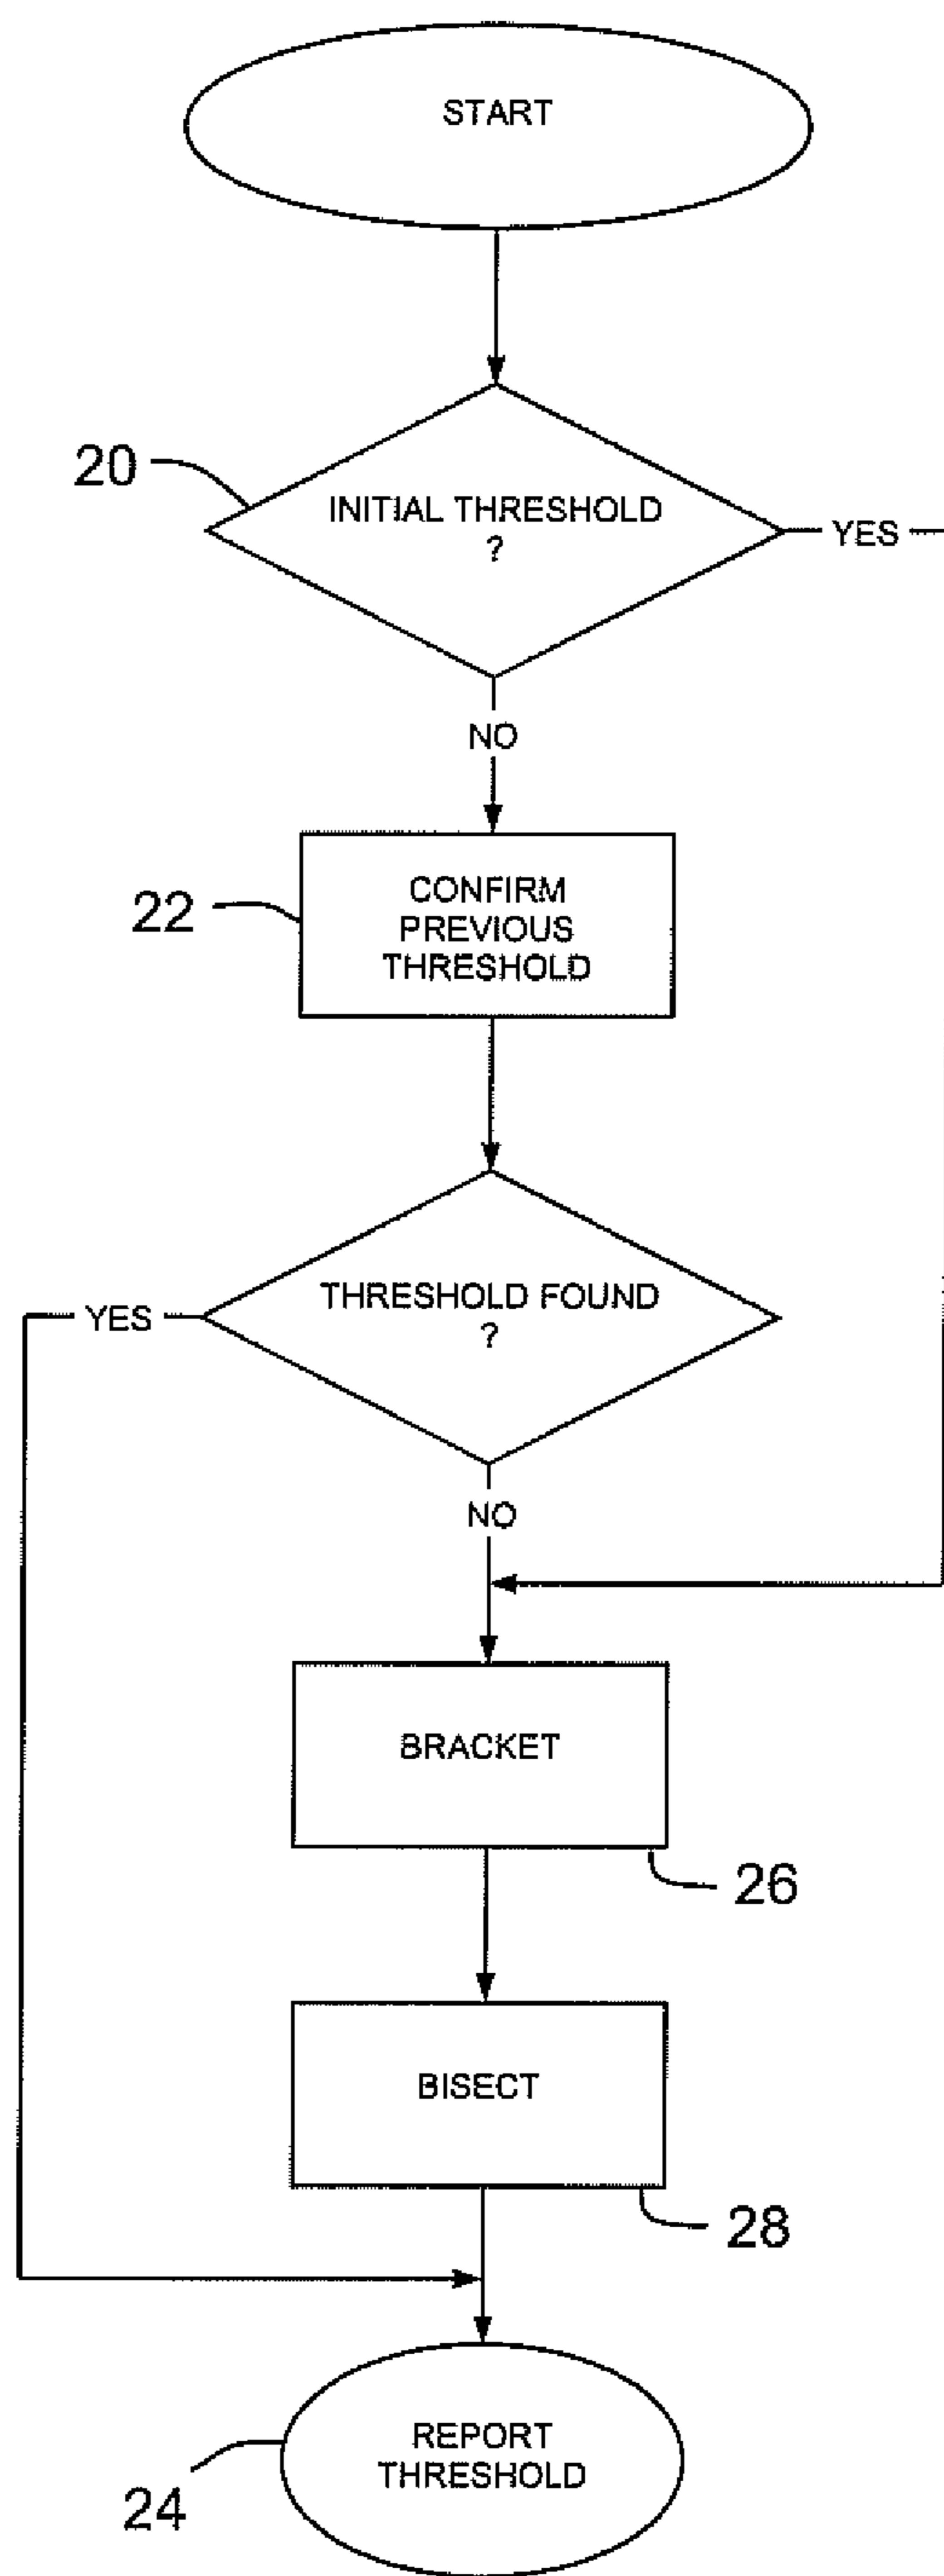 START
20
INITIAL THRESHOLD
?
YES
NO
22
CONFIRM
PREVIOUS
THRESHOLD
YES
THRESHOLD FOUND
?
NO
BRACKET
26
BISECT
28
REPORT
THRESHOLD
24